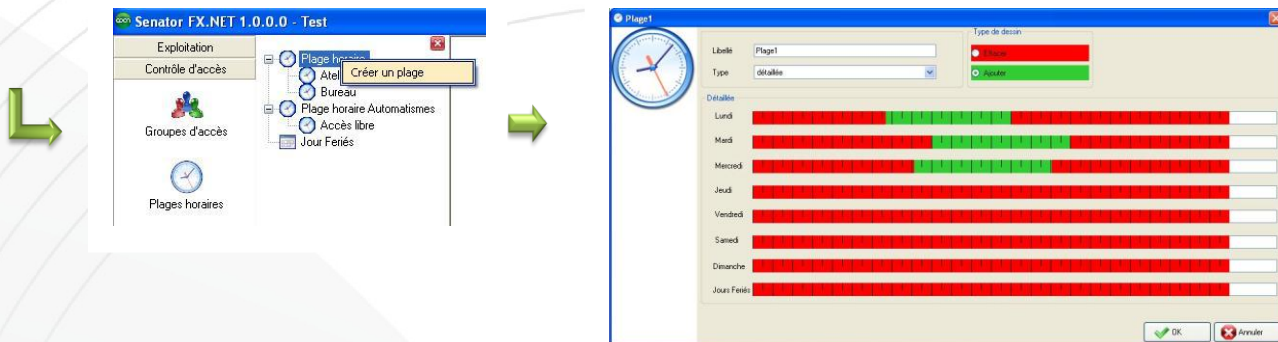 Senator FX.NET 1.0.0.0 - Test
Exploitation
Contrôle d'accès
Groupes d'accès
Plages horaires
Plage horaire
Atel
Créer un plage
Bureau
Plage horaire Automatismes
Accès libre
Jour Feriés
Plage1
Libellé
Plage1
Type
détaillée
Type de dessin
Effacer
Ajouter
Détaillée
Lundi
Mardi
Mercredi
Jeudi
Vendredi
Samedi
Dimanche
Jours Feriés
OK
Annuler